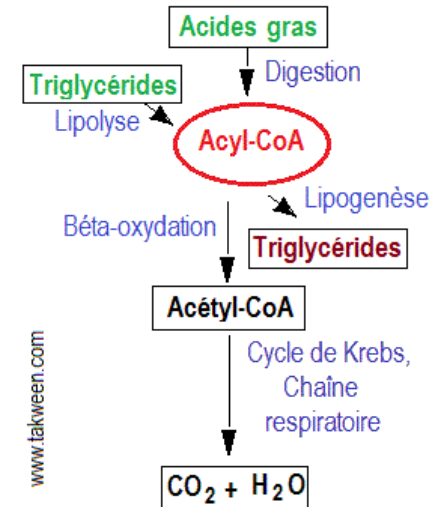 Acides gras
Digestion
Triglycérides
Lipolyse
Acyl-CoA
Lipogenèse
Béta-oxydation
Triglycérides
Acétyl-CoA
Cycle de Krebs,
Chaîne
respiratoire
CO2 + H2O
www.takween.com